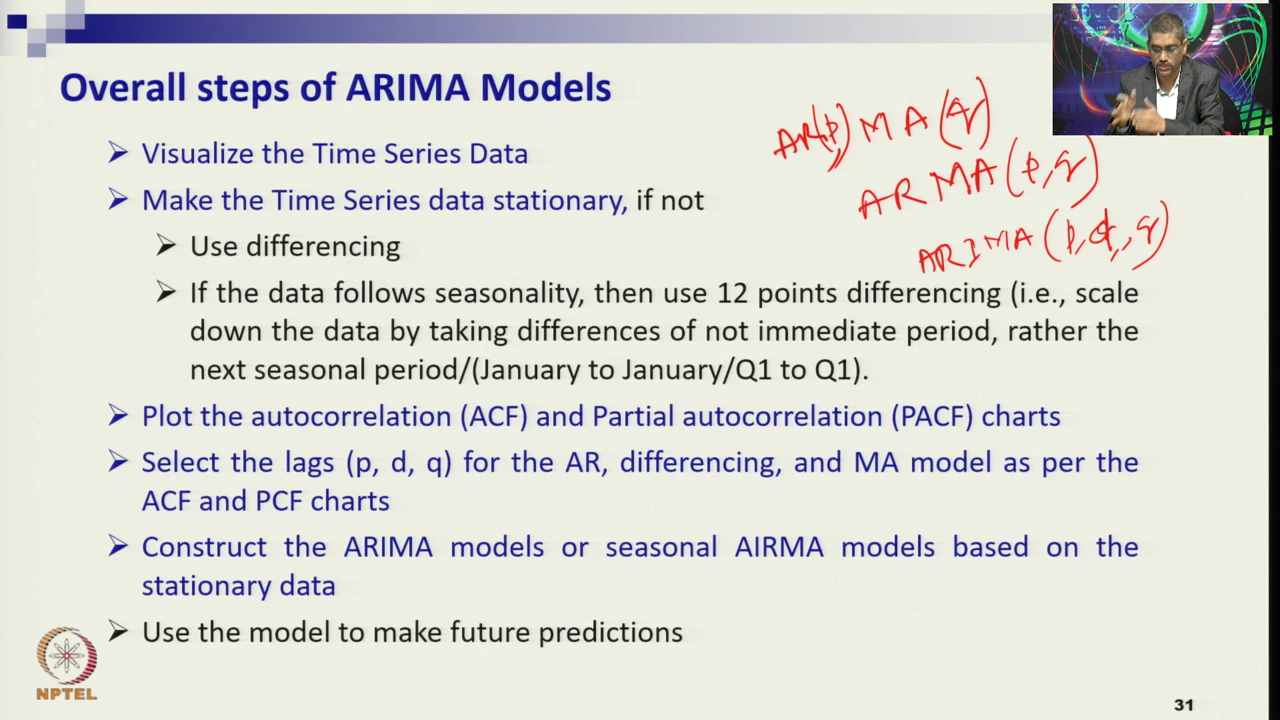 Overall steps of ARIMA Models
AR(p) MA(q)
ARMA(p,q)
ARIMA(p,d,q)
➢ Visualize the Time Series Data
➢ Make the Time Series data stationary, if not
➢ Use differencing
➢ If the data follows seasonality, then use 12 points differencing (i.e., scale
down the data by taking differences of not immediate period, rather the
next seasonal period/(January to January/Q1 to Q1).
➢ Plot the autocorrelation (ACF) and Partial autocorrelation (PACF) charts
➢ Select the lags (p, d, q) for the AR, differencing, and MA model as per the
ACF and PCF charts
➢ Construct the ARIMA models or seasonal AIRMA models based on the
stationary data
➢ Use the model to make future predictions
NPTEL
31